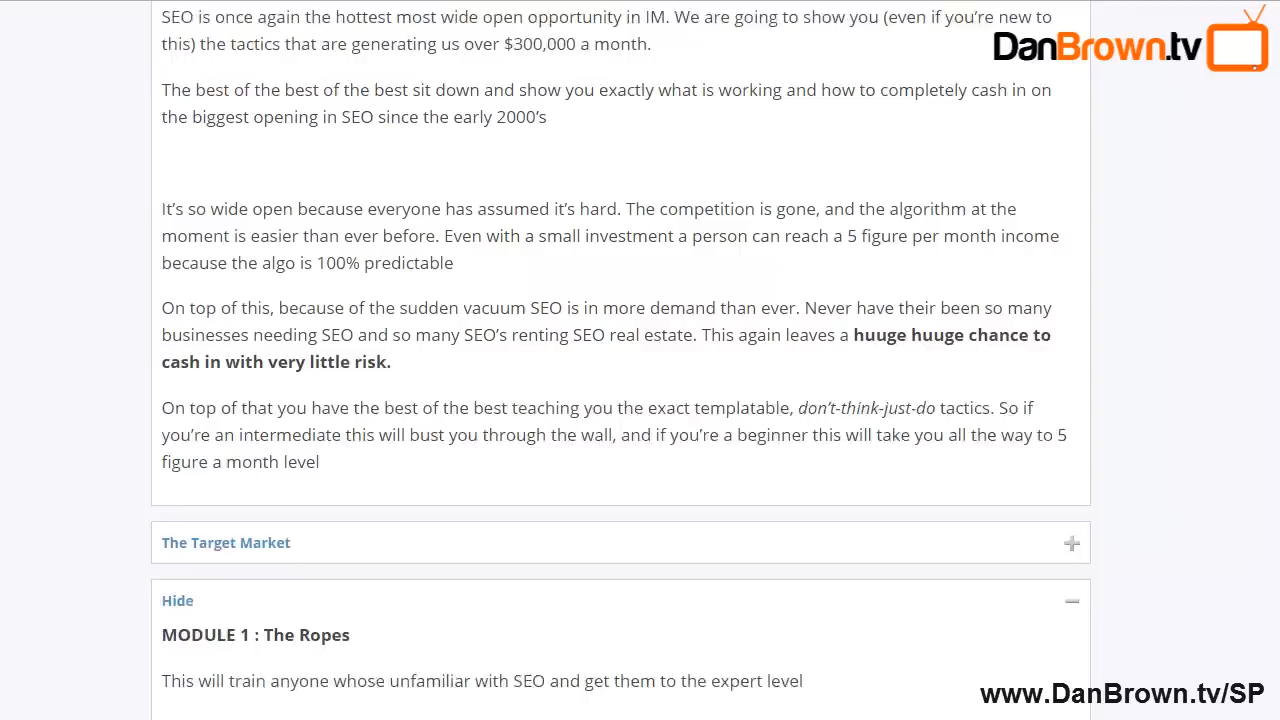 SEO is once again the hottest most wide open opportunity in IM. We are going to show you (even if you're new to
this) the tactics that are generating us over $300,000 a month.
DanBrown.tv
The best of the best of the best sit down and show you exactly what is working and how to completely cash in on
the biggest opening in SEO since the early 2000's
It's so wide open because everyone has assumed it's hard. The competition is gone, and the algorithm at the
moment is easier than ever before. Even with a small investment a person can reach a 5 figure per month income
because the algo is 100% predictable
On top of this, because of the sudden vacuum SEO is in more demand than ever. Never have their been so many
businesses needing SEO and so many SEO's renting SEO real estate. This again leaves a huuge huuge chance to
cash in with very little risk.
On top of that you have the best of the best teaching you the exact templatable, don't-think-just-do tactics. So if
you're an intermediate this will bust you through the wall, and if you're a beginner this will take you all the way to 5
figure a month level
The Target Market
Hide
MODULE 1 : The Ropes
This will train anyone whose unfamiliar with SEO and get them to the expert level
www.DanBrown.tv/SP